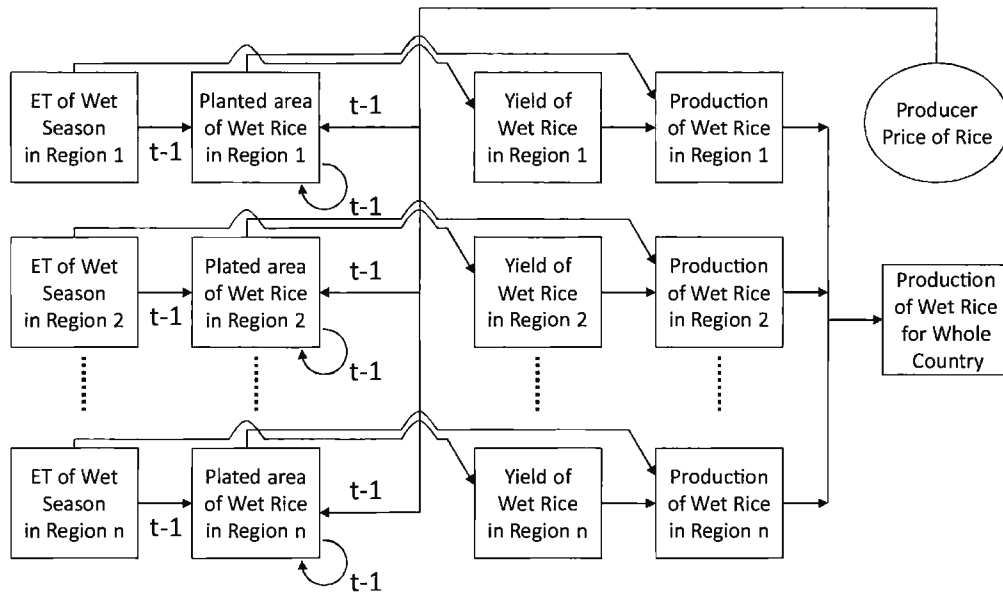 ET of Wet
Season
in Region 1
t-1
Planted area
of Wet Rice
in Region 1
t-1
t-1
Yield of
Wet Rice
in Region 1
Production
of Wet Rice
in Region 1
Producer
Price of Rice
ET of Wet
Season
in Region 2
t-1
Plated area
of Wet Rice
in Region 2
t-1
t-1
Yield of
Wet Rice
in Region 2
Production
of Wet Rice
in Region 2
Production
of Wet Rice
for Whole
Country
ET of Wet
Season
in Region n
t-1
Plated area
of Wet Rice
in Region n
t-1
t-1
Yield of
Wet Rice
in Region n
Production
of Wet Rice
in Region n